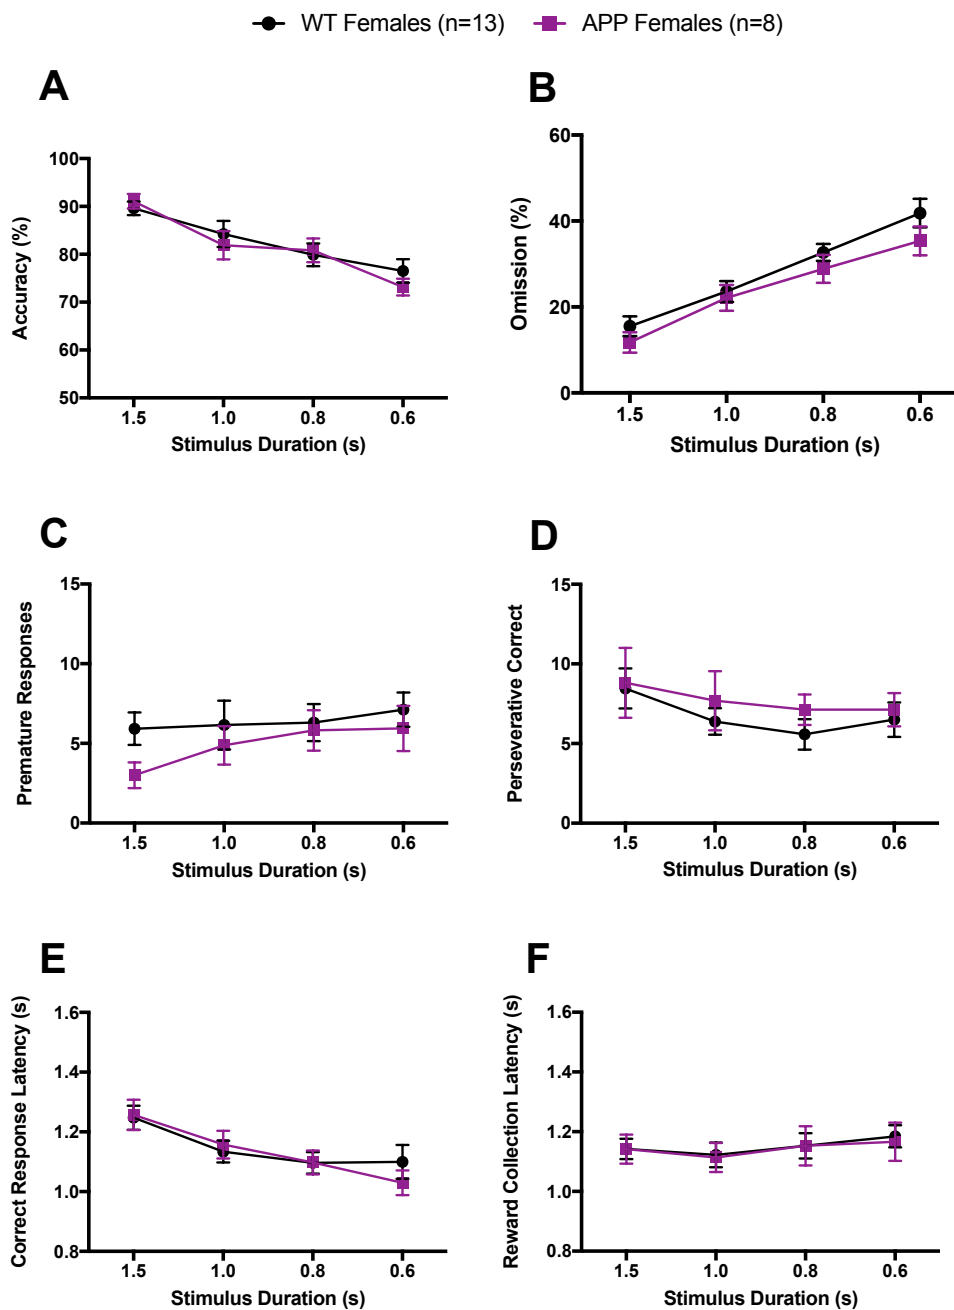 WT Females (n=13) APP Females (n=8)
A
Accuracy (%)
100
90
80
70
60
50
1.5 1.0 0.8 0.6
Stimulus Duration (s)
B
Omission (%)
60
40
20
0
1.5 1.0 0.8 0.6
Stimulus Duration (s)
C
Premature Responses
15
10
5
0
1.5 1.0 0.8 0.6
Stimulus Duration (s)
D
Perseverative Correct
15
10
5
0
1.5 1.0 0.8 0.6
Stimulus Duration (s)
E
Correct Response Latency (s)
1.6
1.4
1.2
1.0
0.8
1.5 1.0 0.8 0.6
Stimulus Duration (s)
F
Reward Collection Latency (s)
1.6
1.4
1.2
1.0
0.8
1.5 1.0 0.8 0.6
Stimulus Duration (s)